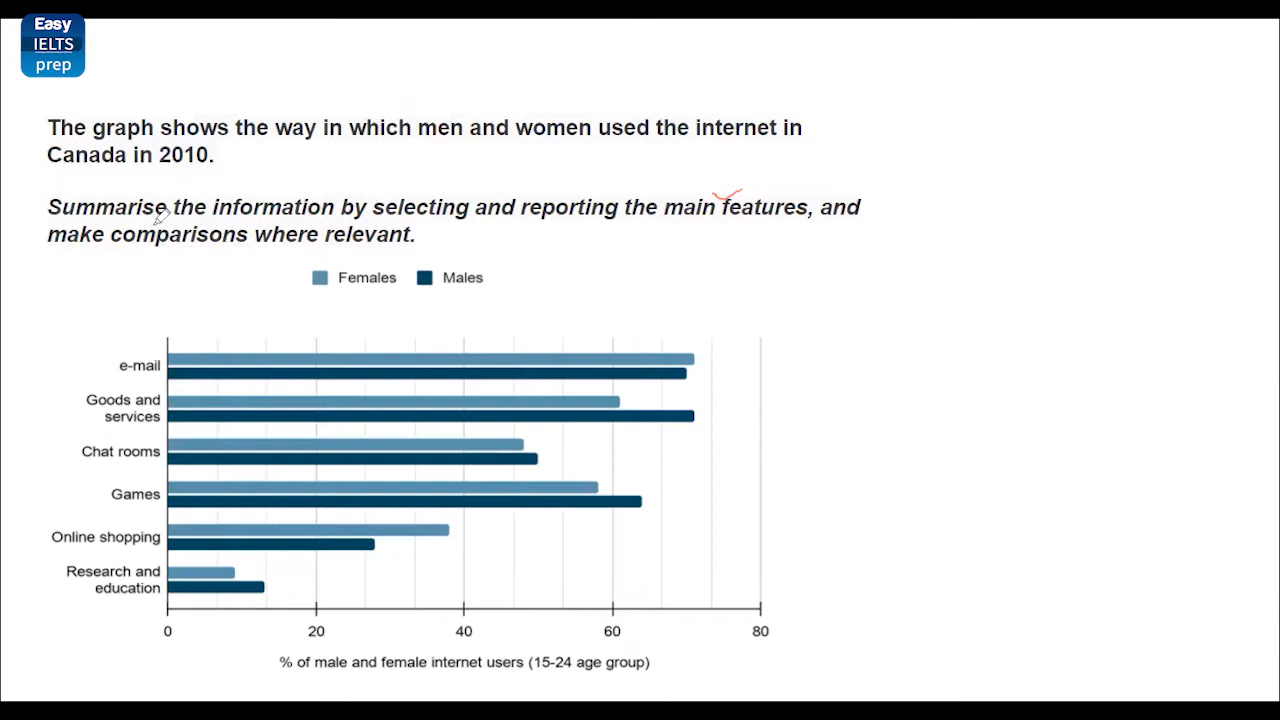 Easy
IELTS
prep
The graph shows the way in which men and women used the internet in
Canada in 2010.
Summarise the information by selecting and reporting the main features, and
make comparisons where relevant.
Females Males
e-mail
Goods and
services
Chat rooms
Games
Online shopping
Research and
education
0 20 40 60 80
% of male and female internet users (15-24 age group)